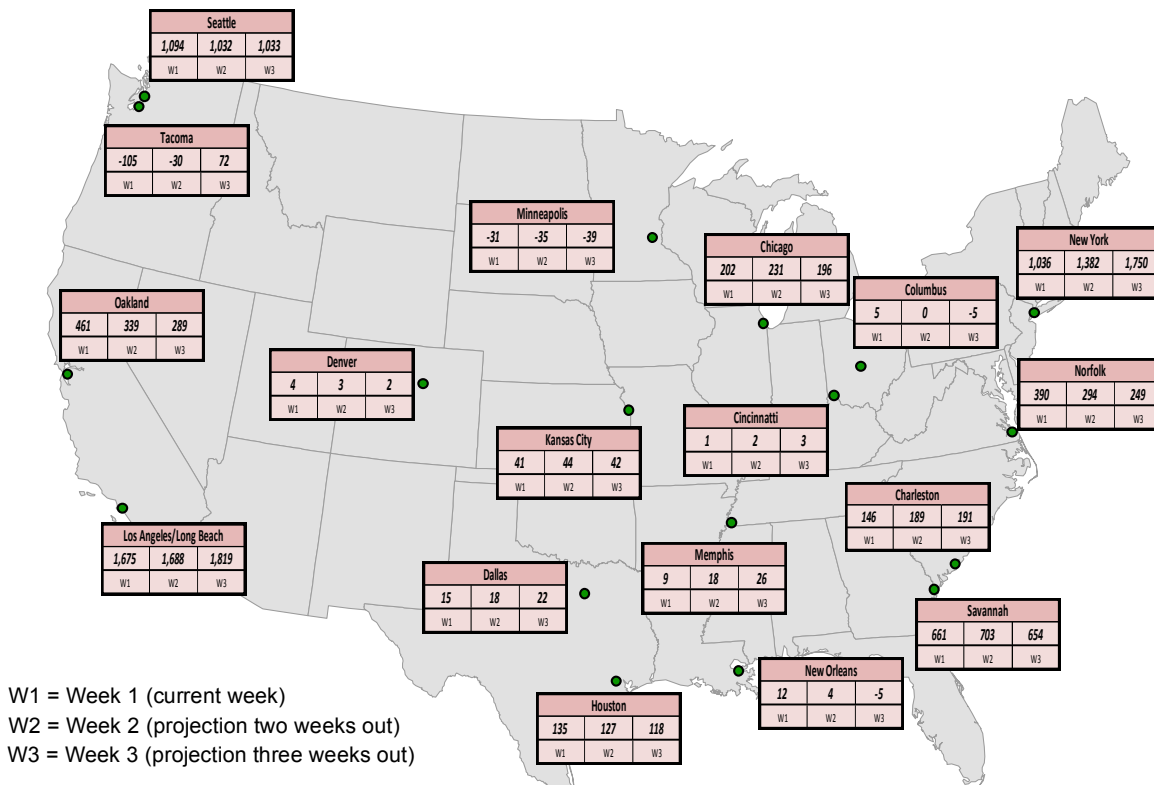 Seattle
1,094 1,032 1,033
W1 W2 W3
Tacoma
-105 -30 72
W1 W2 W3
Minneapolis
-31 -35 -39
W1 W2 W3
Chicago
202 231 196
W1 W2 W3
New York
1,036 1,382 1,750
W1 W2 W3
Columbus
5 0 -5
W1 W2 W3
Oakland
461 339 289
W1 W2 W3
Denver
4 3 2
W1 W2 W3
Norfolk
390 294 249
W1 W2 W3
Cincinnatti
1 2 3
W1 W2 W3
Kansas City
41 44 42
W1 W2 W3
Charleston
146 189 191
W1 W2 W3
Los Angeles/Long Beach
1,675 1,688 1,819
W1 W2 W3
Memphis
9 18 26
W1 W2 W3
Dallas
15 18 22
W1 W2 W3
Savannah
661 703 654
W1 W2 W3
New Orleans
12 4 -5
W1 W2 W3
Houston
135 127 118
W1 W2 W3
W1 = Week 1 (current week)
W2 = Week 2 (projection two weeks out)
W3 = Week 3 (projection three weeks out)